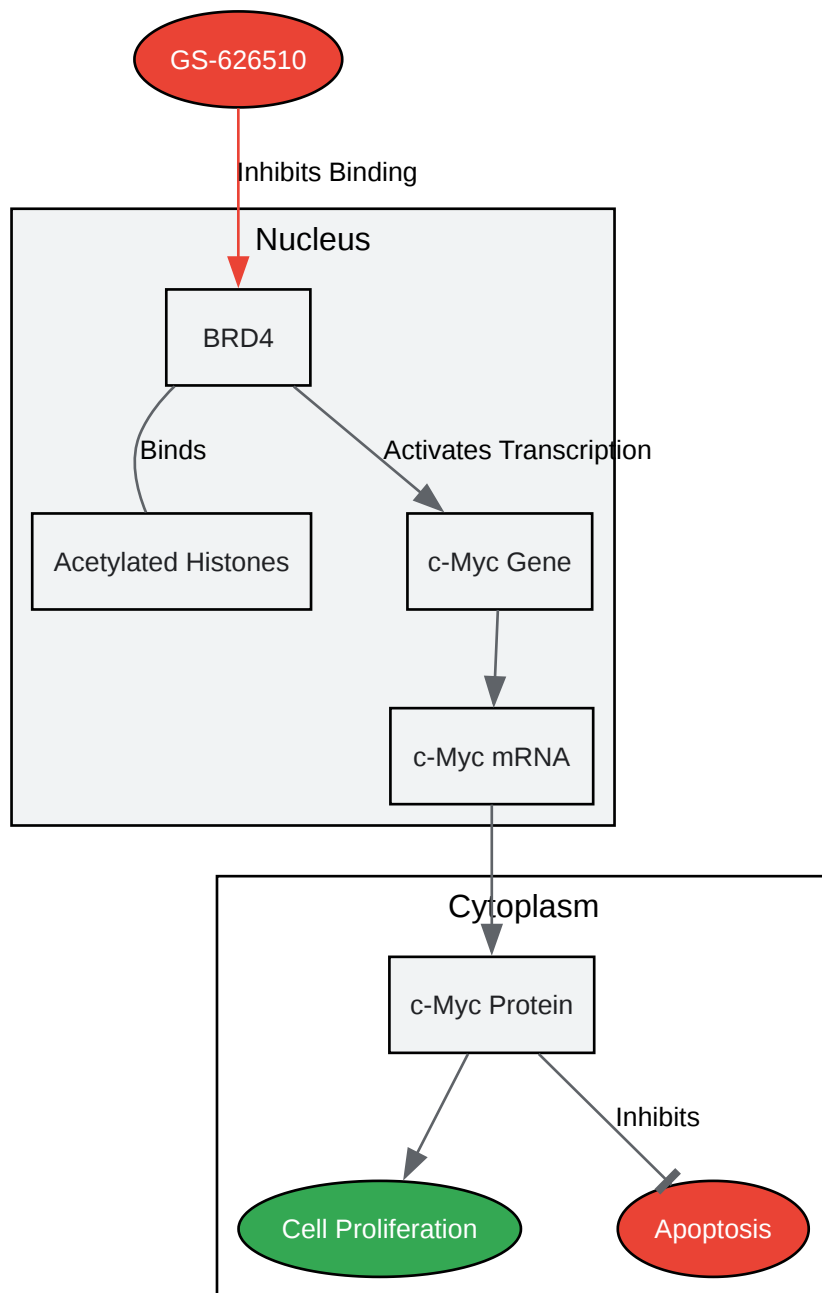 GS-626510
Inhibits Binding
Nucleus
BRD4
Binds
Activates Transcription
Acetylated Histones
c-Myc Gene
c-Myc mRNA
Cytoplasm
c-Myc Protein
Inhibits
Cell Proliferation
Apoptosis